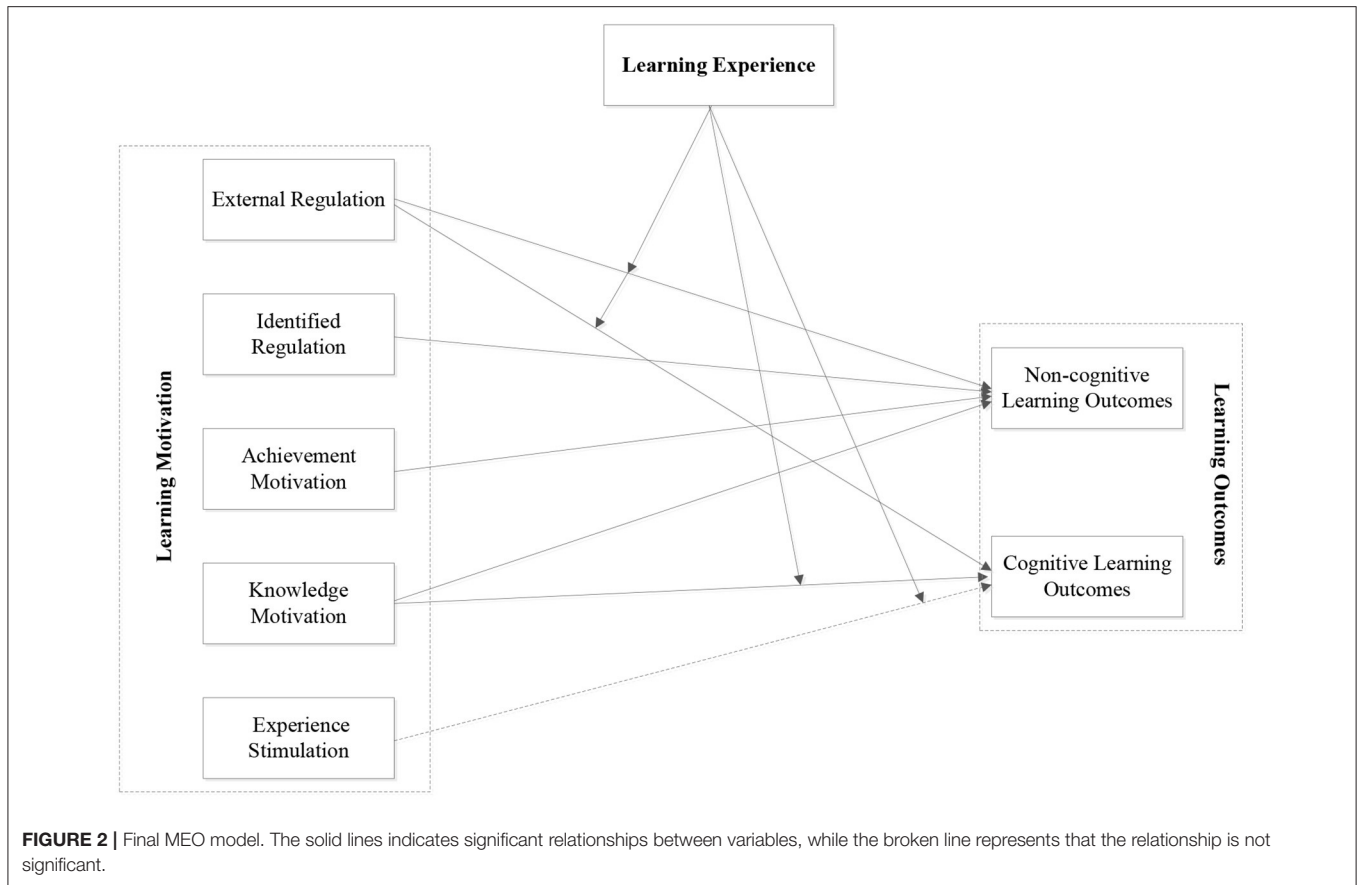 Learning Experience
Learning Motivation
External Regulation
Identified
Regulation
Achievement
Motivation
Knowledge
Motivation
Experience
Stimulation
Non-cognitive
Learning Outcomes
Cognitive Learning
Outcomes
Learning Outcomes
FIGURE 2 | Final MEO model. The solid lines indicates significant relationships between variables, while the broken line represents that the relationship is not
significant.